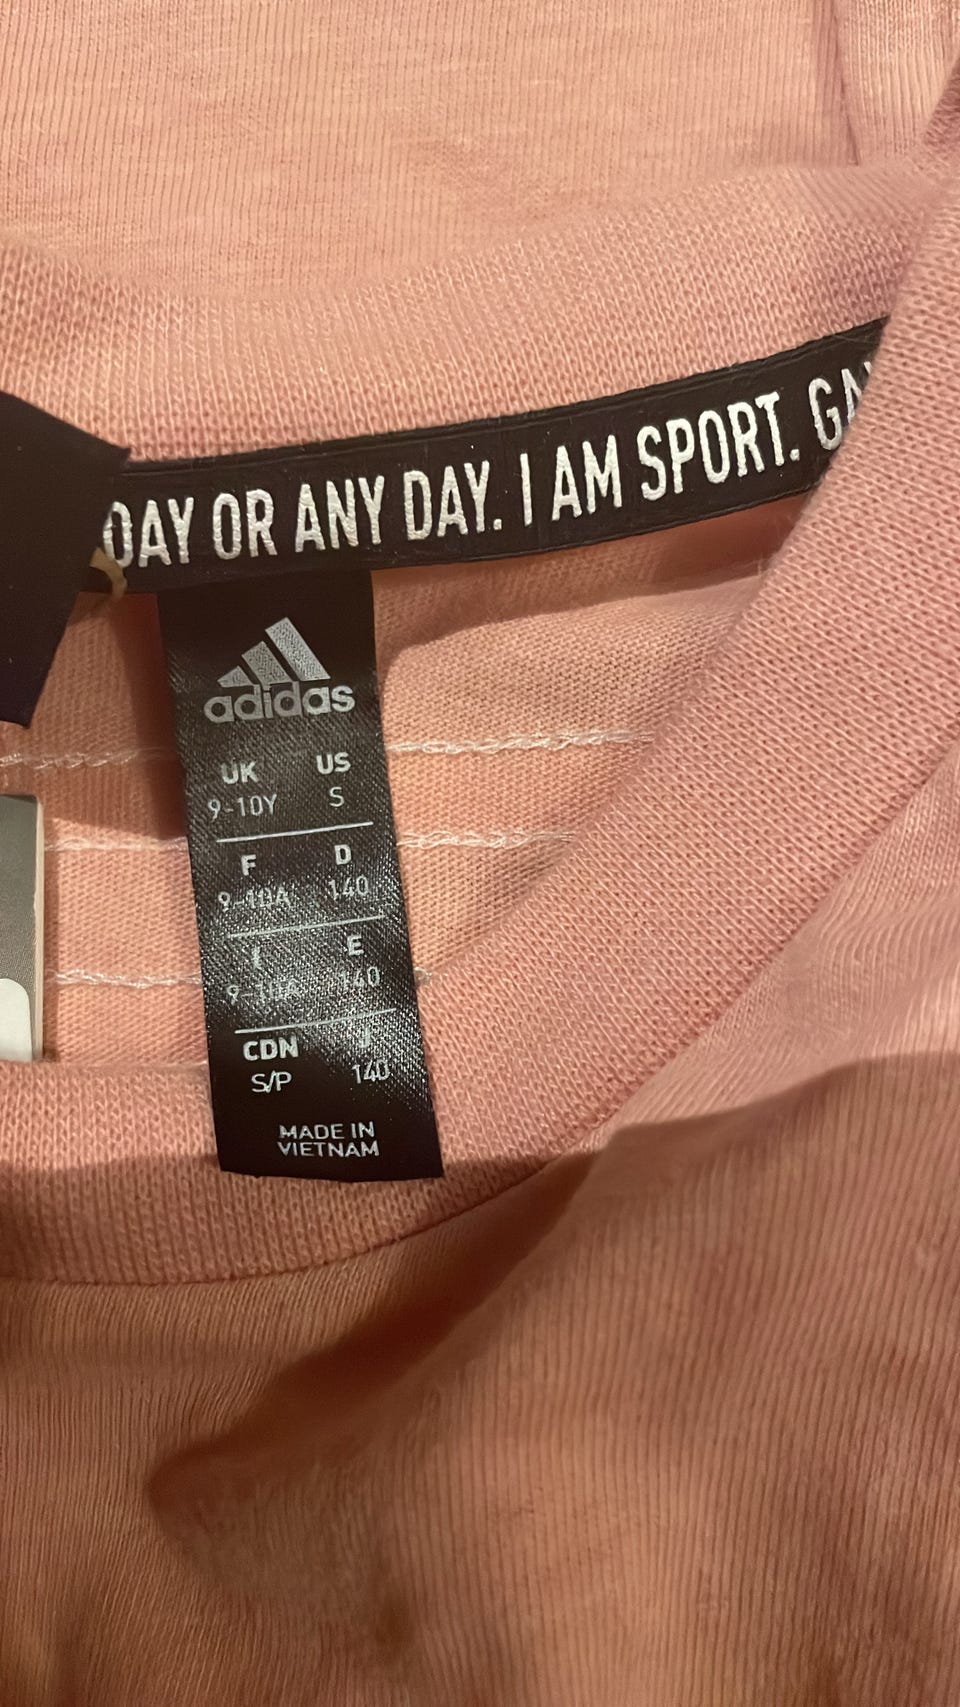 DAY OR ANY DAY. I AM SPORT.
adidas
UK US
9-10Y S
F D
9-10A 140
I E
9-10A 140
CDN J
S/P 140
MADE IN
VIETNAM